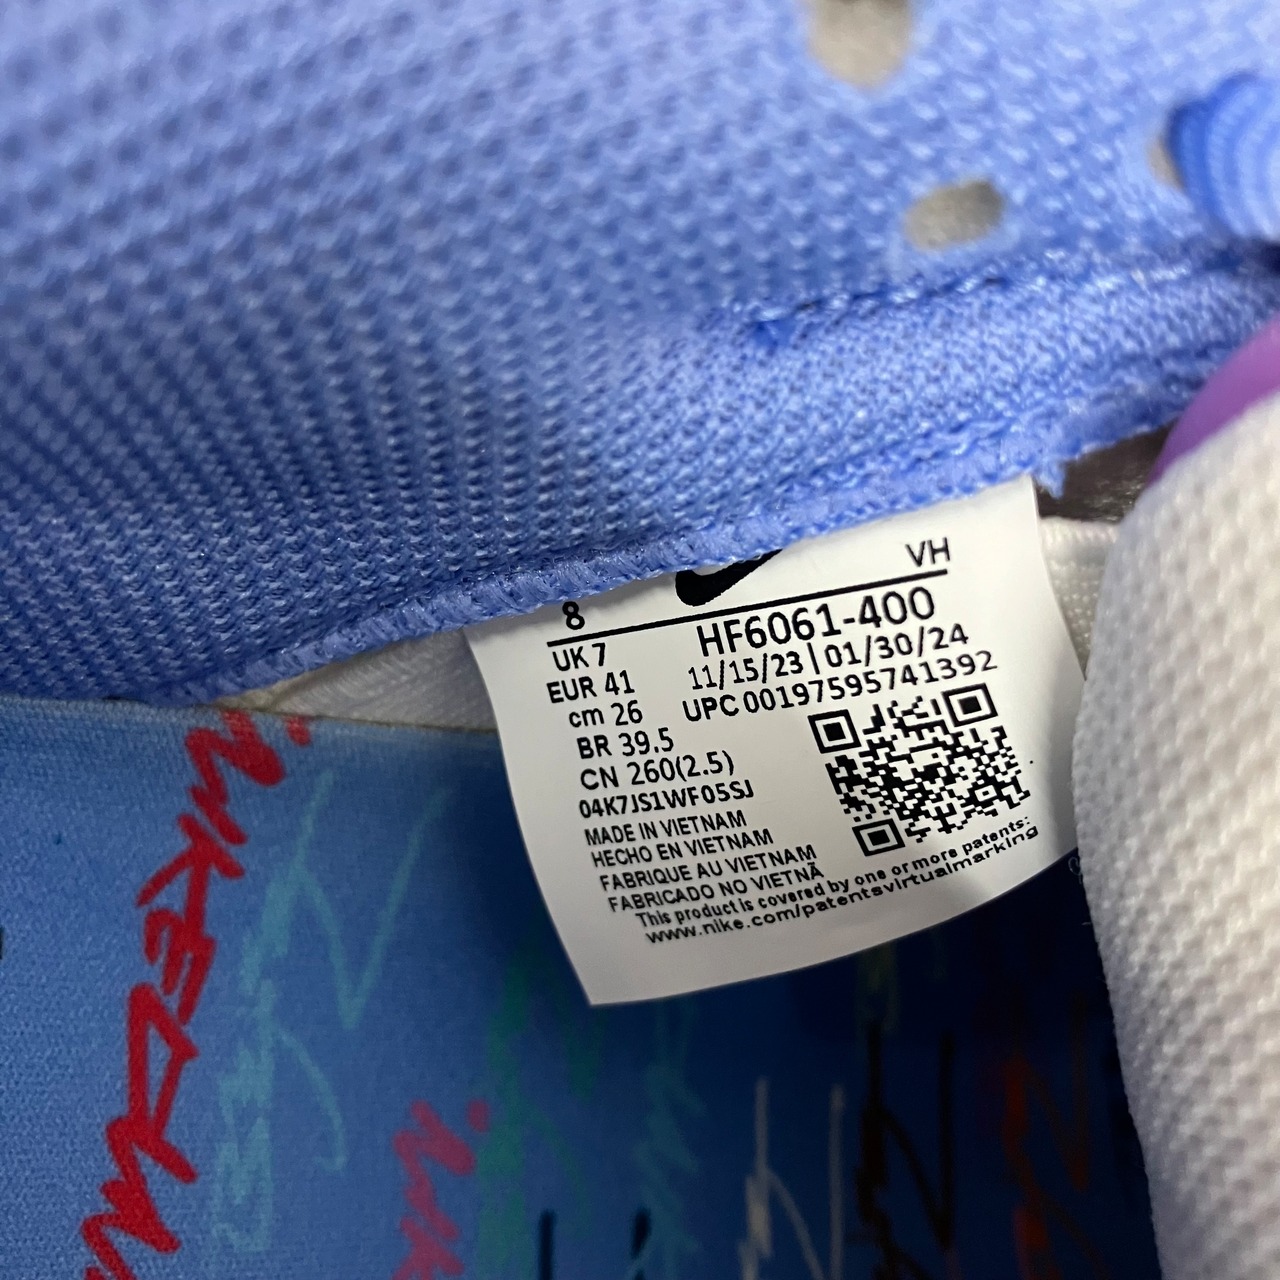 VH
8
UK 7
HF6061-400
EUR 41
11/15/23 | 01/30/24
cm 26
UPC 00197595741392
BR 39.5
CN 260(2.5)
04K7JS1WF05SJ
MADE IN VIETNAM
HECHO EN VIETNAM
FABRIQUE AU VIETNAM
FABRICADO NO VIETNÃ
This product is covered by one or more patents:
www.nike.com/patentsvirtualmarking